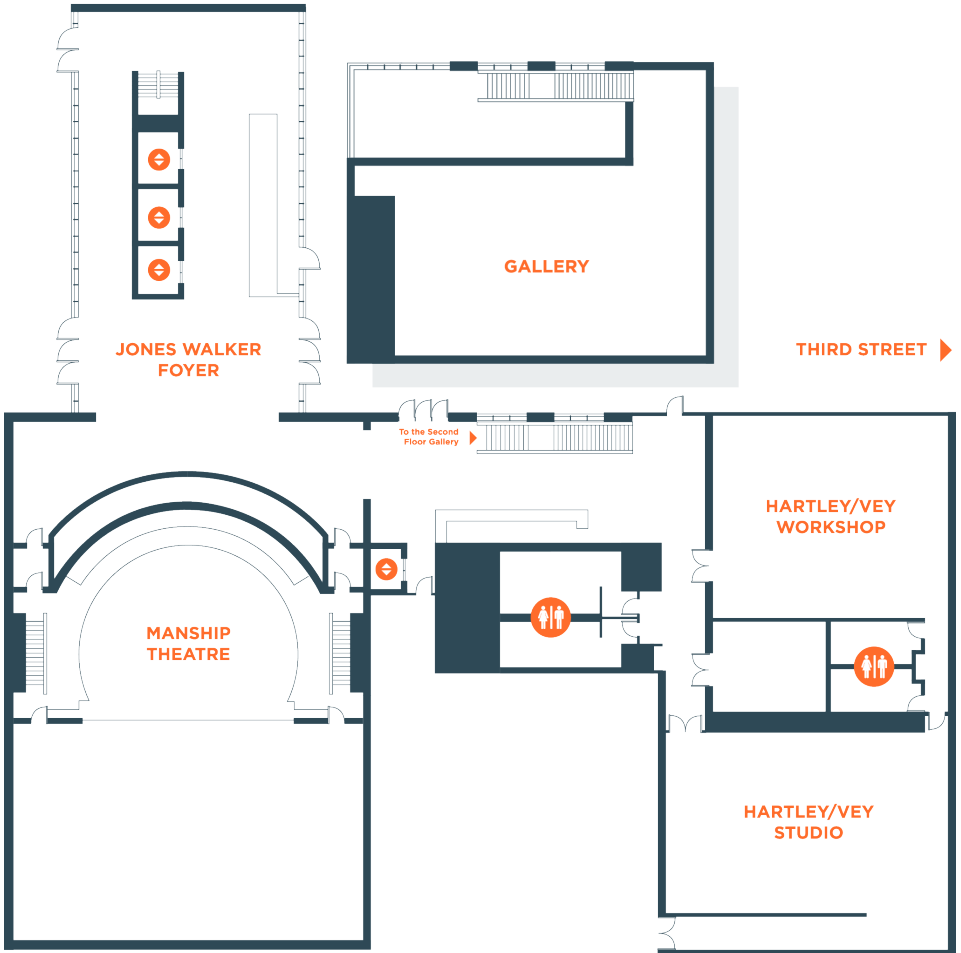 GALLERY
JONES WALKER
FOYER
THIRD STREET
To the Second
Floor Gallery
HARTLEY/VEY
WORKSHOP
MANSHIP
THEATRE
HARTLEY/VEY
STUDIO